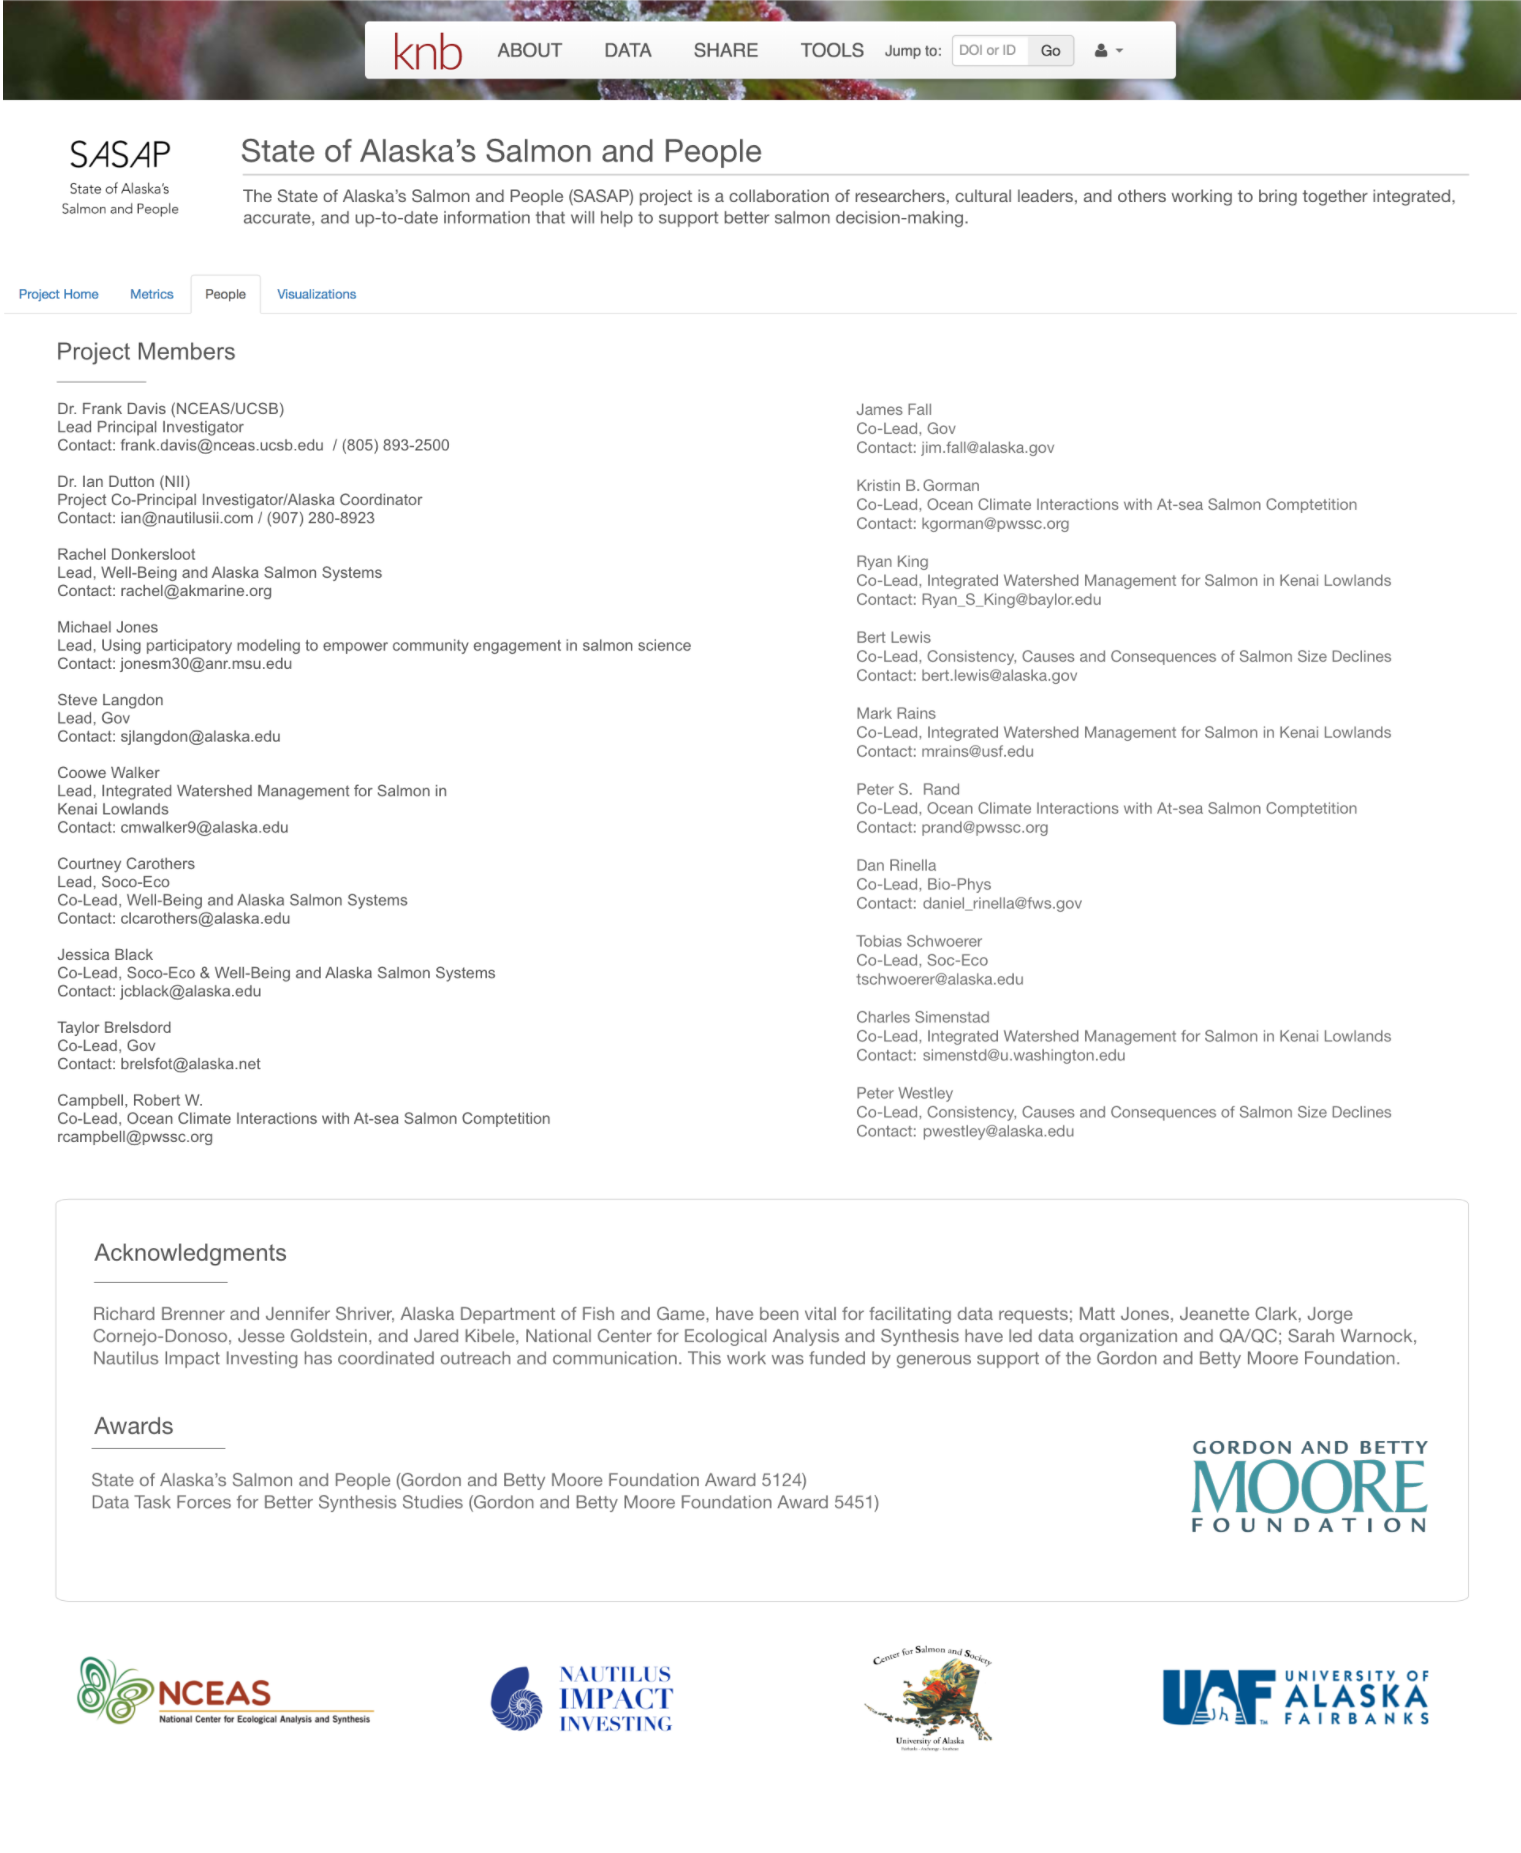 knb ABOUT DATA SHARE TOOLS Jump to: DOI or ID Go
SASAP
State of Alaska's
Salmon and People
State of Alaska's Salmon and People
The State of Alaska's Salmon and People (SASAP) project is a collaboration of researchers, cultural leaders, and others working to bring together integrated,
accurate, and up-to-date information that will help to support better salmon decision-making.
Project Home Metrics People Visualizations
Project Members
Dr. Frank Davis (NCEAS/UCSB)
Lead Principal Investigator
Contact: frank.davis@nceas.ucsb.edu / (805) 893-2500
Dr. Ian Dutton (NII)
Project Co-Principal Investigator/Alaska Coordinator
Contact: ian@nautilusii.com / (907) 280-8923
Rachel Donkersloot
Lead, Well-Being and Alaska Salmon Systems
Contact: rachel@akmarine.org
Michael Jones
Lead, Using participatory modeling to empower community engagement in salmon science
Contact: jonesm30@anr.msu.edu
Steve Langdon
Lead, Gov
Contact: sjlangdon@alaska.edu
Coowe Walker
Lead, Integrated Watershed Management for Salmon in
Kenai Lowlands
Contact: cmwalker9@alaska.edu
Courtney Carothers
Lead, Soco-Eco
Co-Lead, Well-Being and Alaska Salmon Systems
Contact: clcarothers@alaska.edu
Jessica Black
Co-Lead, Soco-Eco & Well-Being and Alaska Salmon Systems
Contact: jcblack@alaska.edu
Taylor Brelsdord
Co-Lead, Gov
Contact: brelsfot@alaska.net
Campbell, Robert W.
Co-Lead, Ocean Climate Interactions with At-sea Salmon Comptetition
rcampbell@pwssc.org
James Fall
Co-Lead, Gov
Contact: jim.fall@alaska.gov
Kristin B. Gorman
Co-Lead, Ocean Climate Interactions with At-sea Salmon Comptetition
Contact: kgorman@pwssc.org
Ryan King
Co-Lead, Integrated Watershed Management for Salmon in Kenai Lowlands
Contact: Ryan_S_King@baylor.edu
Bert Lewis
Co-Lead, Consistency, Causes and Consequences of Salmon Size Declines
Contact: bert.lewis@alaska.gov
Mark Rains
Co-Lead, Integrated Watershed Management for Salmon in Kenai Lowlands
Contact: mrains@usf.edu
Peter S. Rand
Co-Lead, Ocean Climate Interactions with At-sea Salmon Comptetition
Contact: prand@pwssc.org
Dan Rinella
Co-Lead, Bio-Phys
Contact: daniel_rinella@fws.gov
Tobias Schwoerer
Co-Lead, Soc-Eco
tschwoerer@alaska.edu
Charles Simenstad
Co-Lead, Integrated Watershed Management for Salmon in Kenai Lowlands
Contact: simenstd@u.washington.edu
Peter Westley
Co-Lead, Consistency, Causes and Consequences of Salmon Size Declines
Contact: pwestley@alaska.edu
Acknowledgments
Richard Brenner and Jennifer Shriver, Alaska Department of Fish and Game, have been vital for facilitating data requests; Matt Jones, Jeanette Clark, Jorge
Cornejo-Donoso, Jesse Goldstein, and Jared Kibele, National Center for Ecological Analysis and Synthesis have led data organization and QA/QC; Sarah Warnock,
Nautilus Impact Investing has coordinated outreach and communication. This work was funded by generous support of the Gordon and Betty Moore Foundation.
Awards
State of Alaska's Salmon and People (Gordon and Betty Moore Foundation Award 5124)
Data Task Forces for Better Synthesis Studies (Gordon and Betty Moore Foundation Award 5451)
GORDON AND BETTY
MOORE
FOUNDATION
NCEAS
National Center for Ecological Analysis and Synthesis
NAUTILUS
IMPACT
INVESTING
Center for Salmon and Society
University of Alaska
Fairbanks - Anchorage - Southeast
UAF TM
UNIVERSITY OF
ALASKA
FAIRBANKS